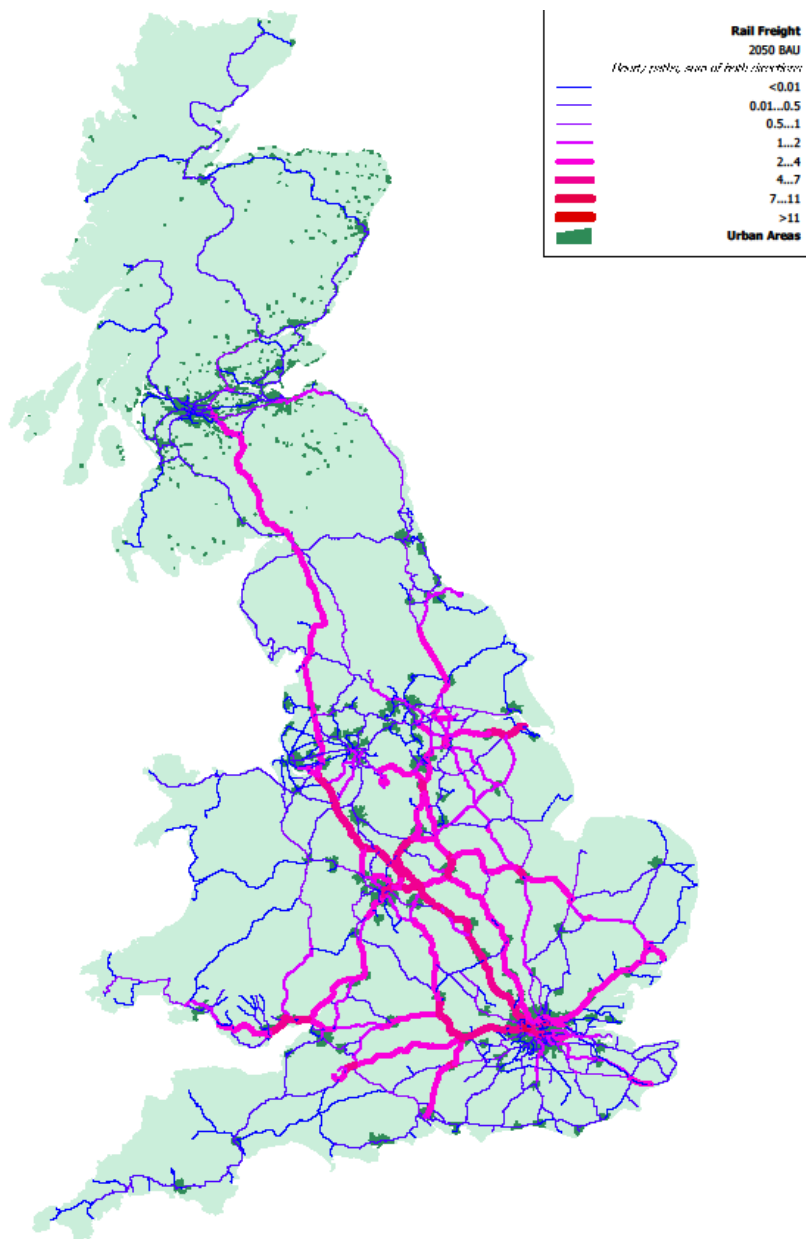 Rail Freight
2050 BAU
Hourly paths, sum of both directions
<0.01
0.01...0.5
0.5...1
1...2
2...4
4...7
7...11
>11
Urban Areas